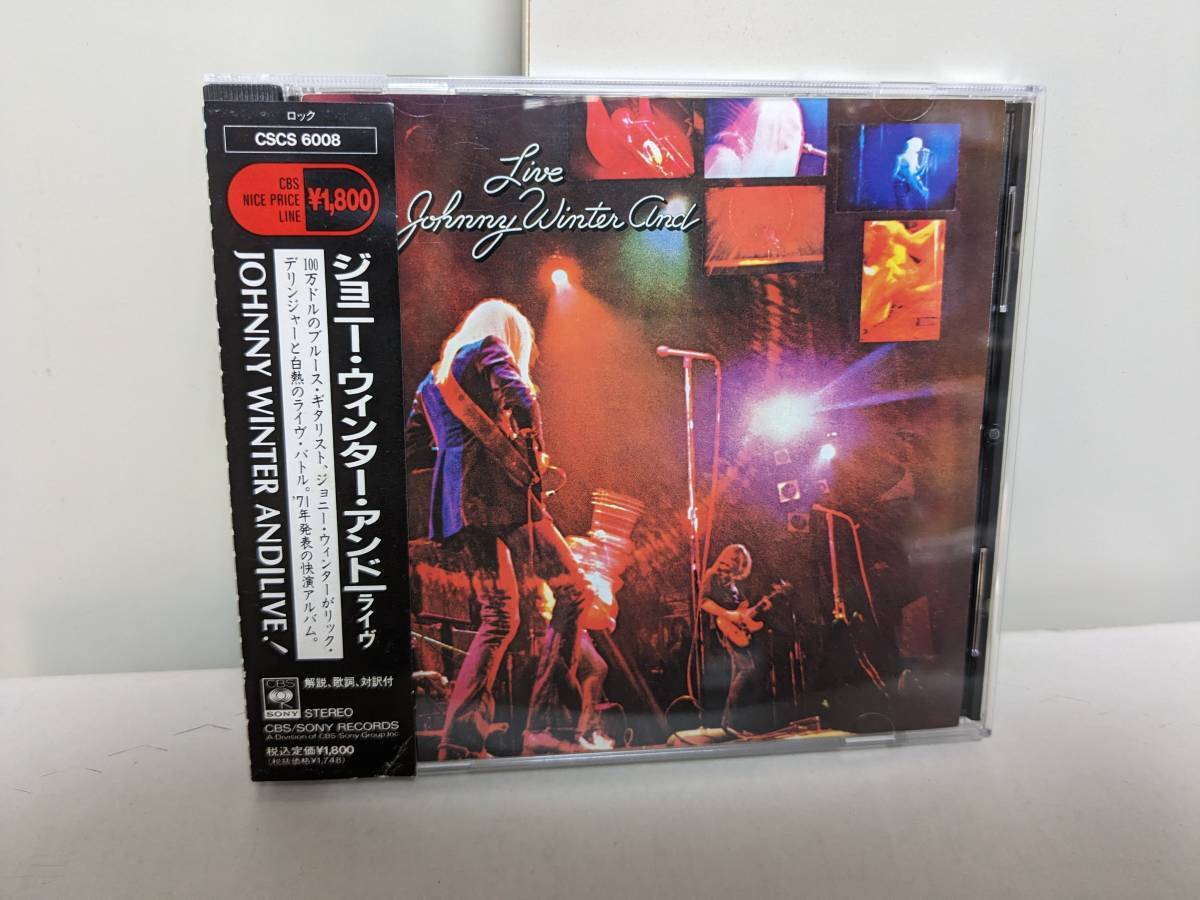 ロック
CSCS 6008
CBS
NICE PRICE
LINE
¥1,800
ジョニー・ウィンター・アンド/ライヴ
100万ドルのブルース・ギタリスト、ジョニー・ウィンターがリック・
デリンジャーと白熱のライヴ・バトル。'71年発表の快演アルバム。
JOHNNY WINTER AND/LIVE!
CBS
SONY
解説、歌詞、対訳付
STEREO
CBS/SONY RECORDS
A Division of CBS/Sony Group Inc.
税込定価¥1,800
(税抜価格¥1,748)
Live
Johnny Winter And